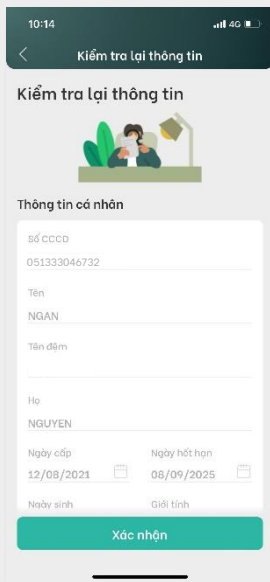 10:14
4G
Kiểm tra lại thông tin
Kiểm tra lại thông tin
Thông tin cá nhân
Số CCCD
051333046732
Tên
NGAN
Tên đệm
Họ
NGUYEN
Ngày cấp Ngày hết hạn
12/08/2021 08/09/2025
Ngày sinh Giới tính
Xác nhận